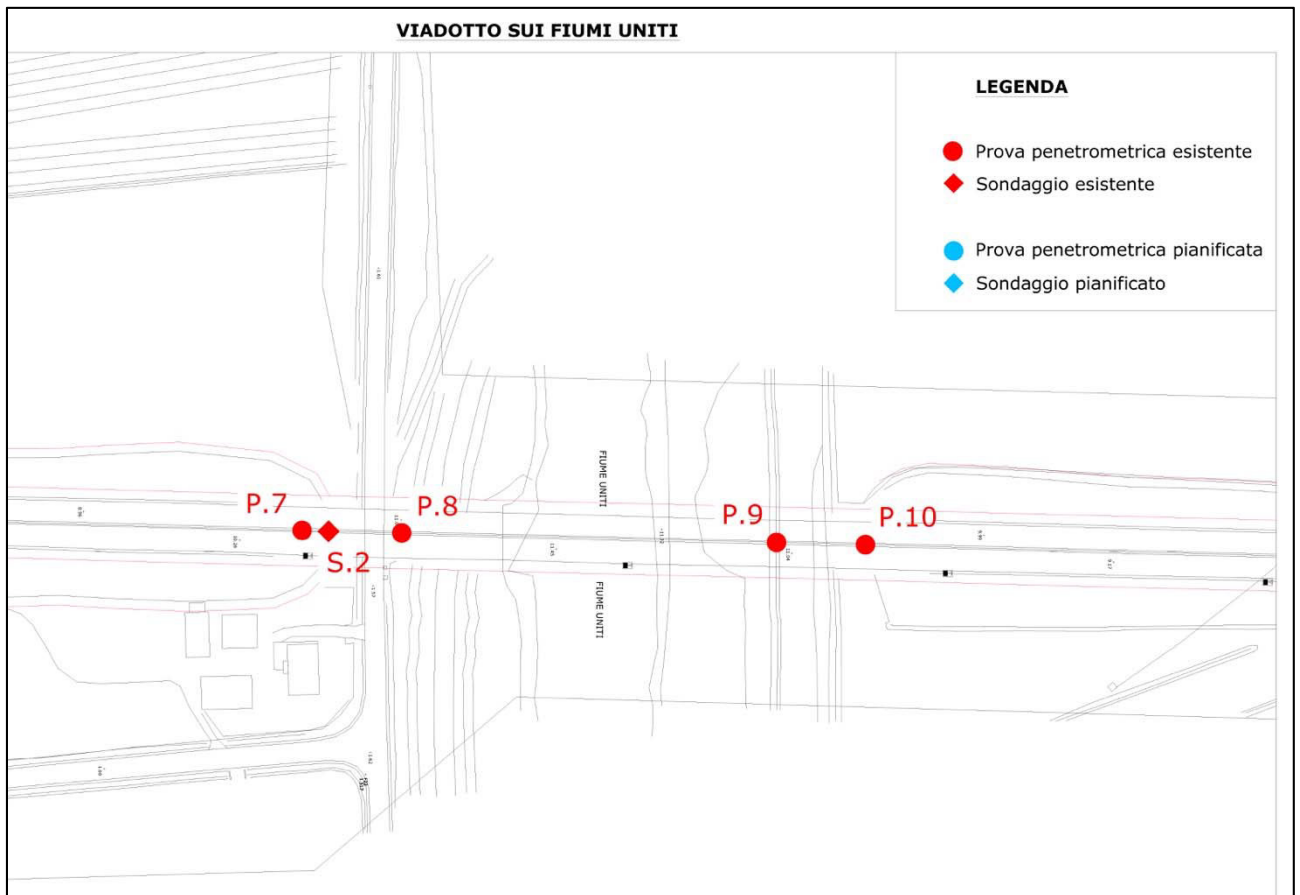 VIADOTTO SUI FIUMI UNITI
LEGENDA
Prova penetrometrica esistente
Sondaggio esistente
Prova penetrometrica pianificata
Sondaggio pianificato
FIUME UNITI
P.7
P.8
P.9
P.10
S.2
FIUME UNITI